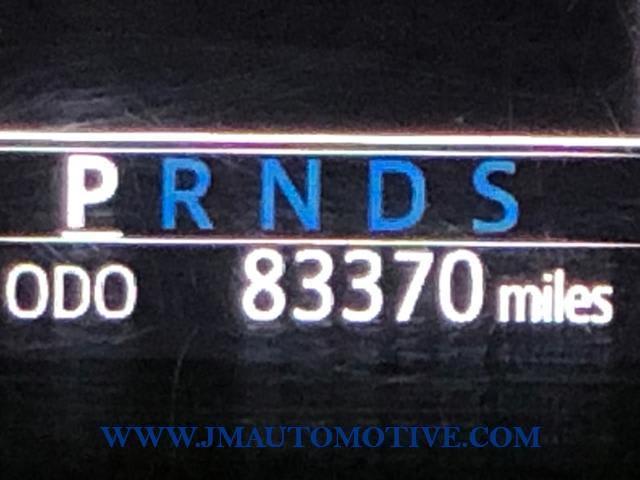 P R N D S
ODO 83370 miles
WWW.JMAUTOMOTIVE.COM